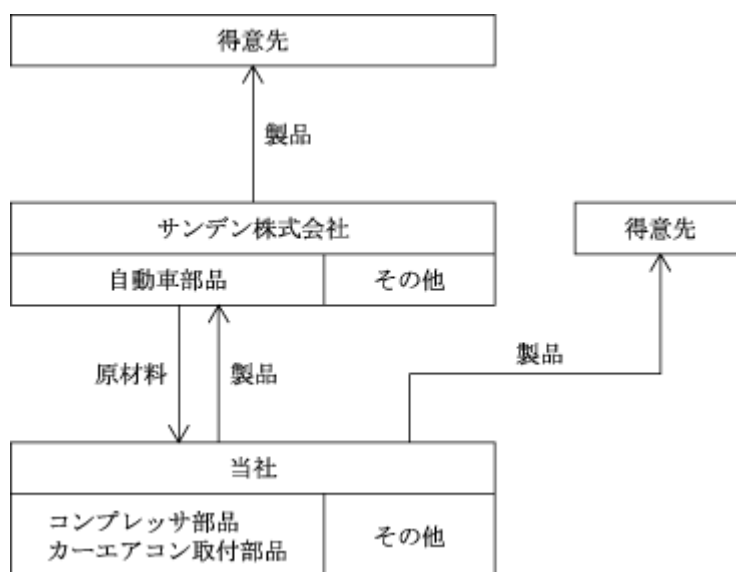 得意先
製品
サンデン株式会社
得意先
自動車部品
その他
原材料
製品
製品
当社
コンプレッサ部品
カーエアコン取付部品
その他